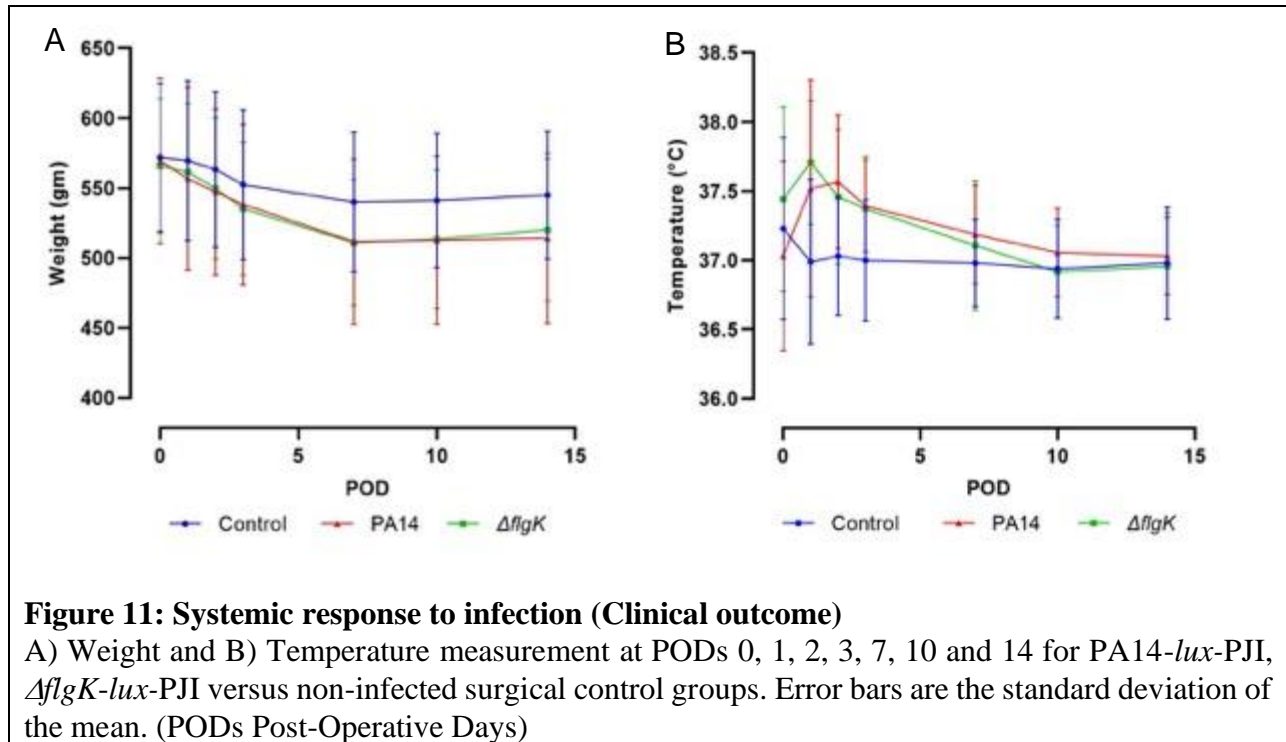 A
650
600
550
500
450
400
Weight (gm)
0 5 10 15
POD
Control PA14 ΔflgK
B
38.5
38.0
37.5
37.0
36.5
36.0
Temperature (°C)
0 5 10 15
POD
Control PA14 ΔflgK
Figure 11: Systemic response to infection (Clinical outcome)
A) Weight and B) Temperature measurement at PODs 0, 1, 2, 3, 7, 10 and 14 for PA14-lux-PJI,
ΔflgK-lux-PJI versus non-infected surgical control groups. Error bars are the standard deviation of
the mean. (PODs Post-Operative Days)